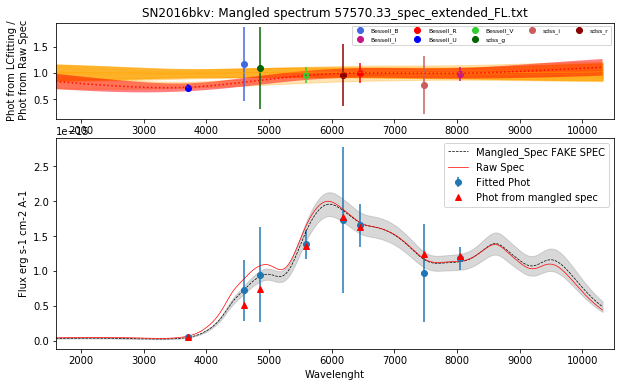 SN2016bkv: Mangled spectrum 57570.33_spec_extended_FL.txt
Phot from LCfitting /
Phot from Raw Spec
1.5
1.0
0.5
Bessell_B
Bessell_I
Bessell_R
Bessell_U
Bessell_V
sdss_g
sdss_i
sdss_r
2000 3000 4000 5000 6000 7000 8000 9000 10000
Flux erg s-1 cm-2 A-1
2.5
2.0
1.5
1.0
0.5
0.0
Mangled_Spec FAKE SPEC
Raw Spec
Fitted Phot
Phot from mangled spec
2000 3000 4000 5000 6000 7000 8000 9000 10000
Wavelenght